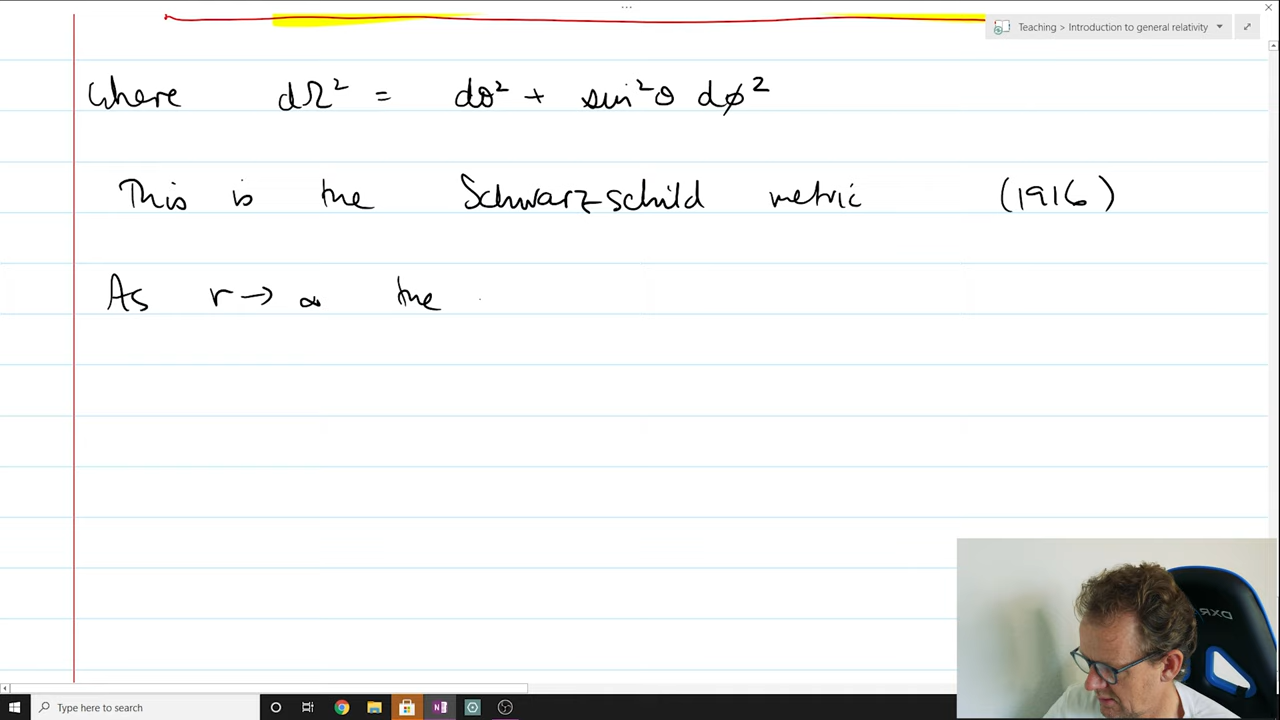 Teaching > Introduction to general relativity
where dΩ² = dθ² + sin²θ dϕ²
This is the Schwarzschild metric (1916)
As r → ∞ the
DXR
Type here to search